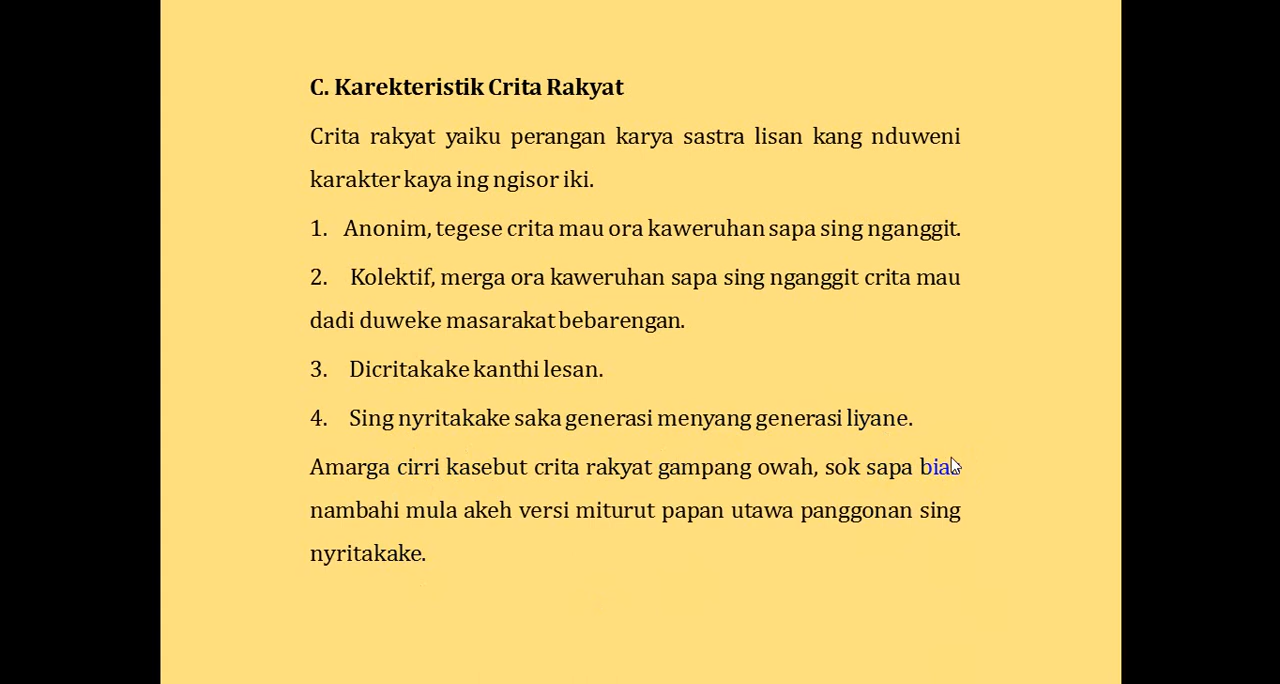 C. Karekteristik Crita Rakyat
Crita rakyat yaiku perangan karya sastra lisan kang nduweni
karakter kaya ing ngisor iki.
1. Anonim, tegese crita mau ora kaweruhan sapa sing nganggit.
2. Kolektif, merga ora kaweruhan sapa sing nganggit crita mau
dadi duweke masarakat bebarengan.
3. Dicritakake kanthi lesan.
4. Sing nyritakake saka generasi menyang generasi liyane.
Amarga cirri kasebut crita rakyat gampang owah, sok sapa
nambahi mula akeh versi miturut papan utawa panggonan sing
nyritakake.